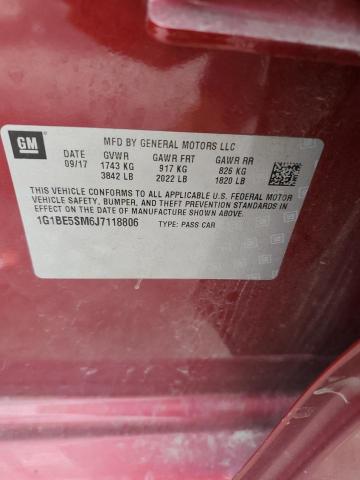 GM
MFD BY GENERAL MOTORS LLC
DATE GVWR GAWR FRT GAWR RR
09/17 1743 KG 917 KG 826 KG
3842 LB 2022 LB 1820 LB
THIS VEHICLE CONFORMS TO ALL APPLICABLE U.S. FEDERAL MOTOR
VEHICLE SAFETY, BUMPER, AND THEFT PREVENTION STANDARDS IN
EFFECT ON THE DATE OF MANUFACTURE SHOWN ABOVE.
1G1BE5SM6J7118806 TYPE: PASS CAR